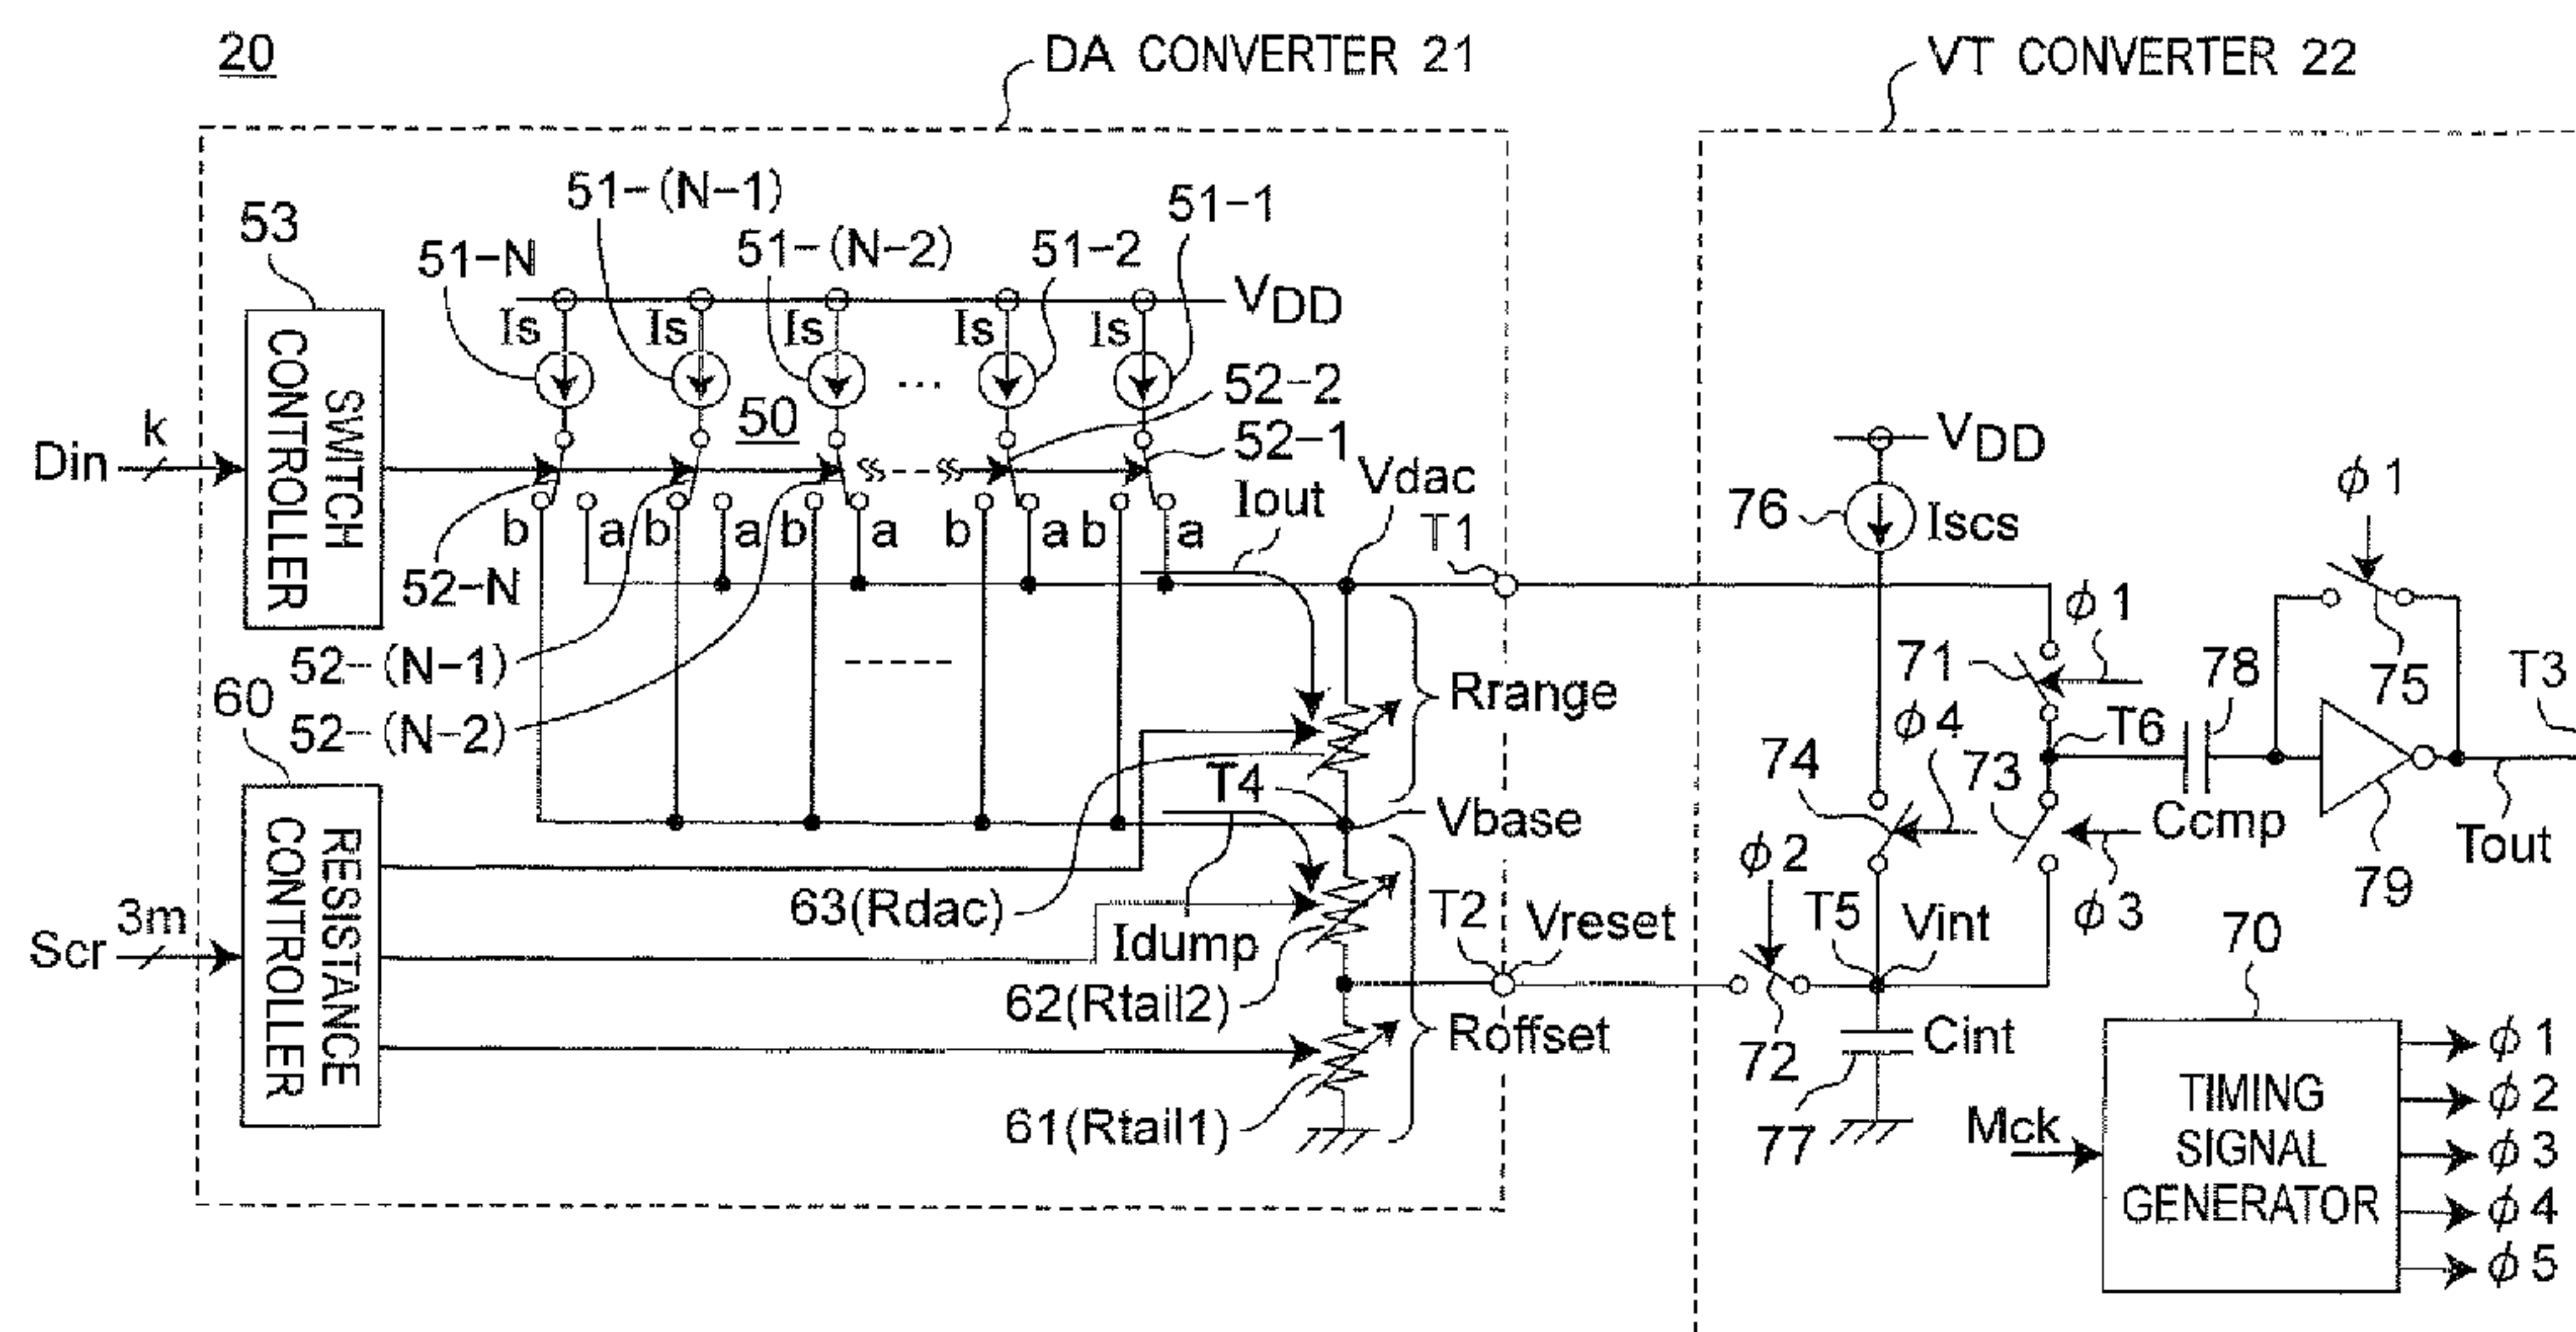 20
DA CONVERTER 21
VT CONVERTER 22
51-(N-1)
51-1
53
51-N
51-(N-2)
51-2
VDD
Is
Is
Is
Is
Is
SWITCH
CONTROLLER
...
50
52-2
52-1
Din
k
Vdac
Iout
T1
b
a
b
a
b
a
b
a
b
a
52-N
52-(N-1)
52-(N-2)
Rrange
60
RESISTANCE
CONTROLLER
T4
Vbase
Scr
3m
63(Rdac)
Idump
T2
Vreset
62(Rtail2)
Roffset
61(Rtail1)
VDD
76
Iscs
φ1
φ1
71
78
75
T3
φ4
T6
74
73
Ccmp
Tout
79
φ2
φ3
T5
Vint
70
72
Cint
77
Mck
TIMING
SIGNAL
GENERATOR
φ1
φ2
φ3
φ4
φ5